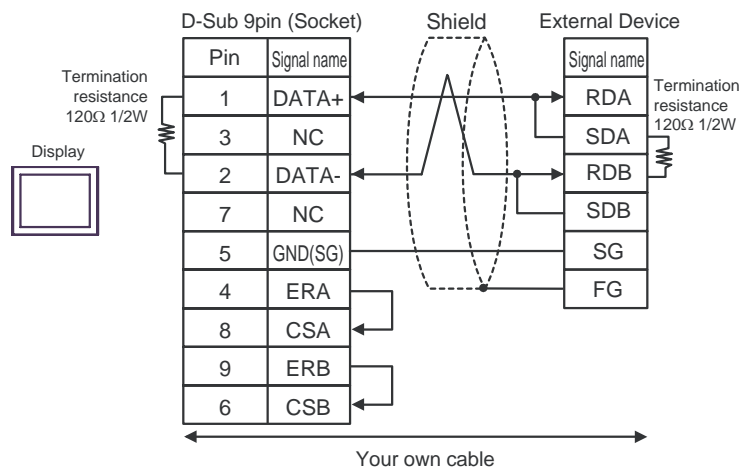 D-Sub 9pin (Socket)
Shield
External Device
Pin
Signal name
Signal name
Termination
resistance
120Ω 1/2W
Termination
resistance
120Ω 1/2W
1
DATA+
RDA
3
NC
SDA
Display
2
DATA-
RDB
7
NC
SDB
5
GND(SG)
SG
4
ERA
FG
8
CSA
9
ERB
6
CSB
Your own cable